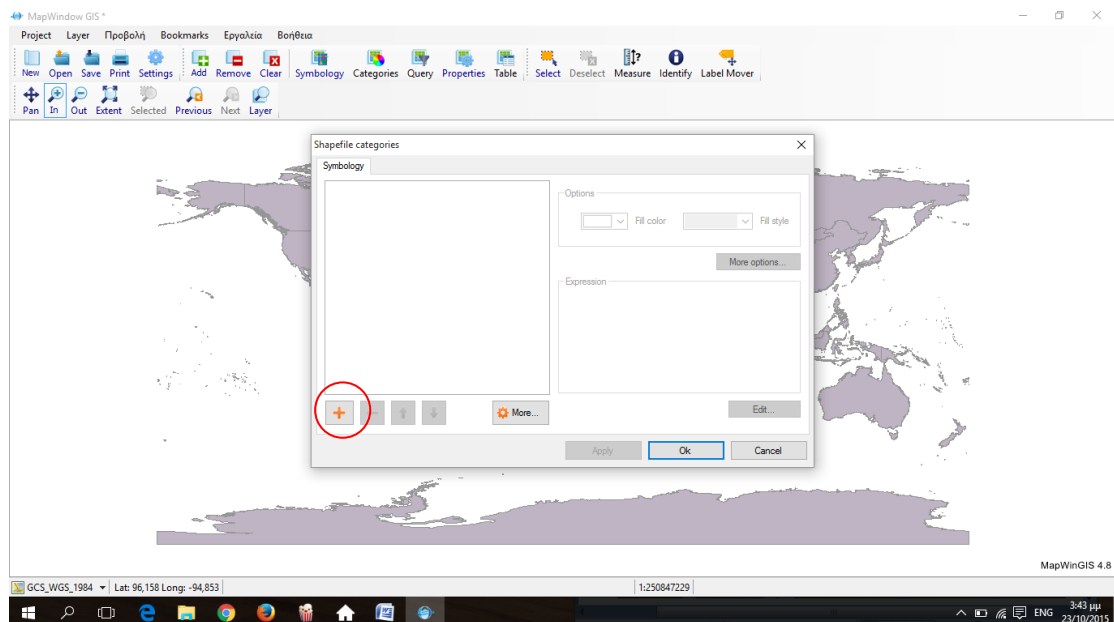 MapWindow GIS *
Project Layer Προβολή Bookmarks Εργαλεία Βοήθεια
New Open Save Print Settings Add Remove Clear Symbology Categories Query Properties Table Select Deselect Measure Identify Label Mover
Pan In Out Extent Selected Previous Next Layer
Shapefile categories
Symbology
Options
Fill color Fill style
More options...
Expression
More... Edit...
Apply Ok Cancel
MapWinGIS 4.8
GCS_WGS_1984 Lat: 96,158 Long: -94,853 1:250847229
ENG 3:43 μμ
23/10/2015